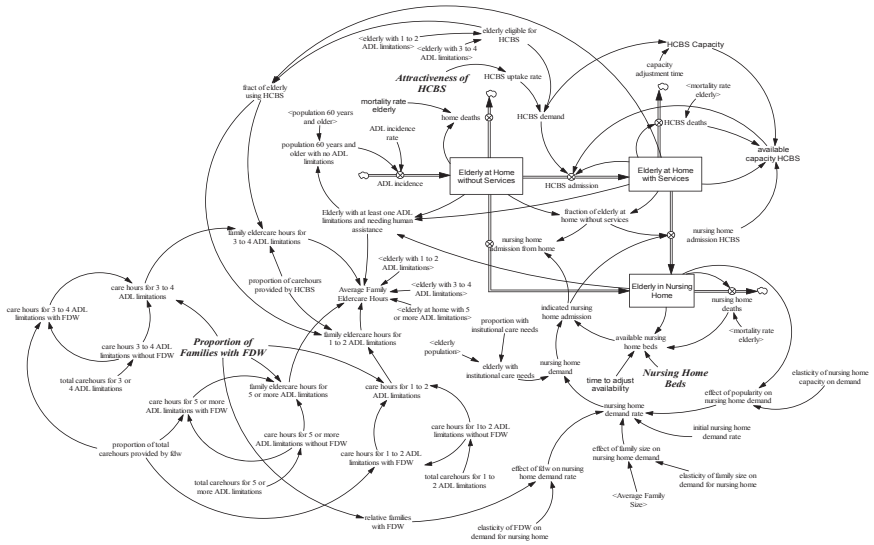 <elderly with 1 to 2
ADL limitations>
<elderly with 3 to 4
ADL limitations>
elderly eligible for
HCBS
HCBS Capacity
capacity
adjustment time
Attractiveness of
HCBS
HCBS uptake rate
fract of elderly
using HCBS
mortality rate
elderly
home deaths
HCBS demand
<mortality rate
elderly>
HCBS deaths
<population 60 years
and older>
ADL incidence
rate
population 60 years and
older with no ADL
limitations
available
capacity HCBS
ADL incidence
Elderly at Home
without Services
HCBS admission
Elderly at Home
with Services
Elderly with at least one ADL
limitations and needing human
assistance
fraction of elderly at
home without services
family eldercare hours for
3 to 4 ADL limitations
nursing home
admission from home
nursing home
admission HCBS
<elderly with 1 to 2
ADL limitations>
care hours for 3 to 4
ADL limitations
proportion of carehours
provided by HCBS
Average Family
Eldercare Hours
<elderly with 3 to 4
ADL limitations>
<elderly at home with 5
or more ADL limitations>
Elderly in Nursing
Home
nursing home
deaths
<mortality rate
elderly>
care hours for 3 to 4 ADL
limitations with FDW
indicated nursing
home admission
proportion with
insitutional care needs
care hours 3 to 4 ADL
limitations without FDW
Proportion of
Families with FDW
family eldercare hours for
1 to 2 ADL limitations
<elderly
population>
available nursing
home beds
total carehours for 3 or
4 ADL limitations
elderly with
institutional care needs
nursing home
demand
time to adjust
availability
Nursing Home
Beds
elasticity of nursing home
capacity on demand
care hours for 5 or more
ADL limitations with FDW
family eldercare hours for
5 or more ADL limitations
care hours for 1 to 2
ADL limitations
effect of popularity on
nursing home demand
nursing home
demand rate
initial nursing home
demand rate
proportion of total
carehours provided by fdw
care hours for 5 or more
ADL limitations without FDW
care hours 1to 2 ADL
limitations without FDW
care hours for 1 to 2 ADL
limitations with FDW
effect of family size on
nursing home demand
total carehours for 5 or
more ADL limitations
total carehours for 1 to
2 ADL limitations
effect of fdw on nursing
home demand rate
elasticity of family size on
demand for nursing home
<Average Family
Size>
relative families
with FDW
elasticity of FDW on
demand for nursing home